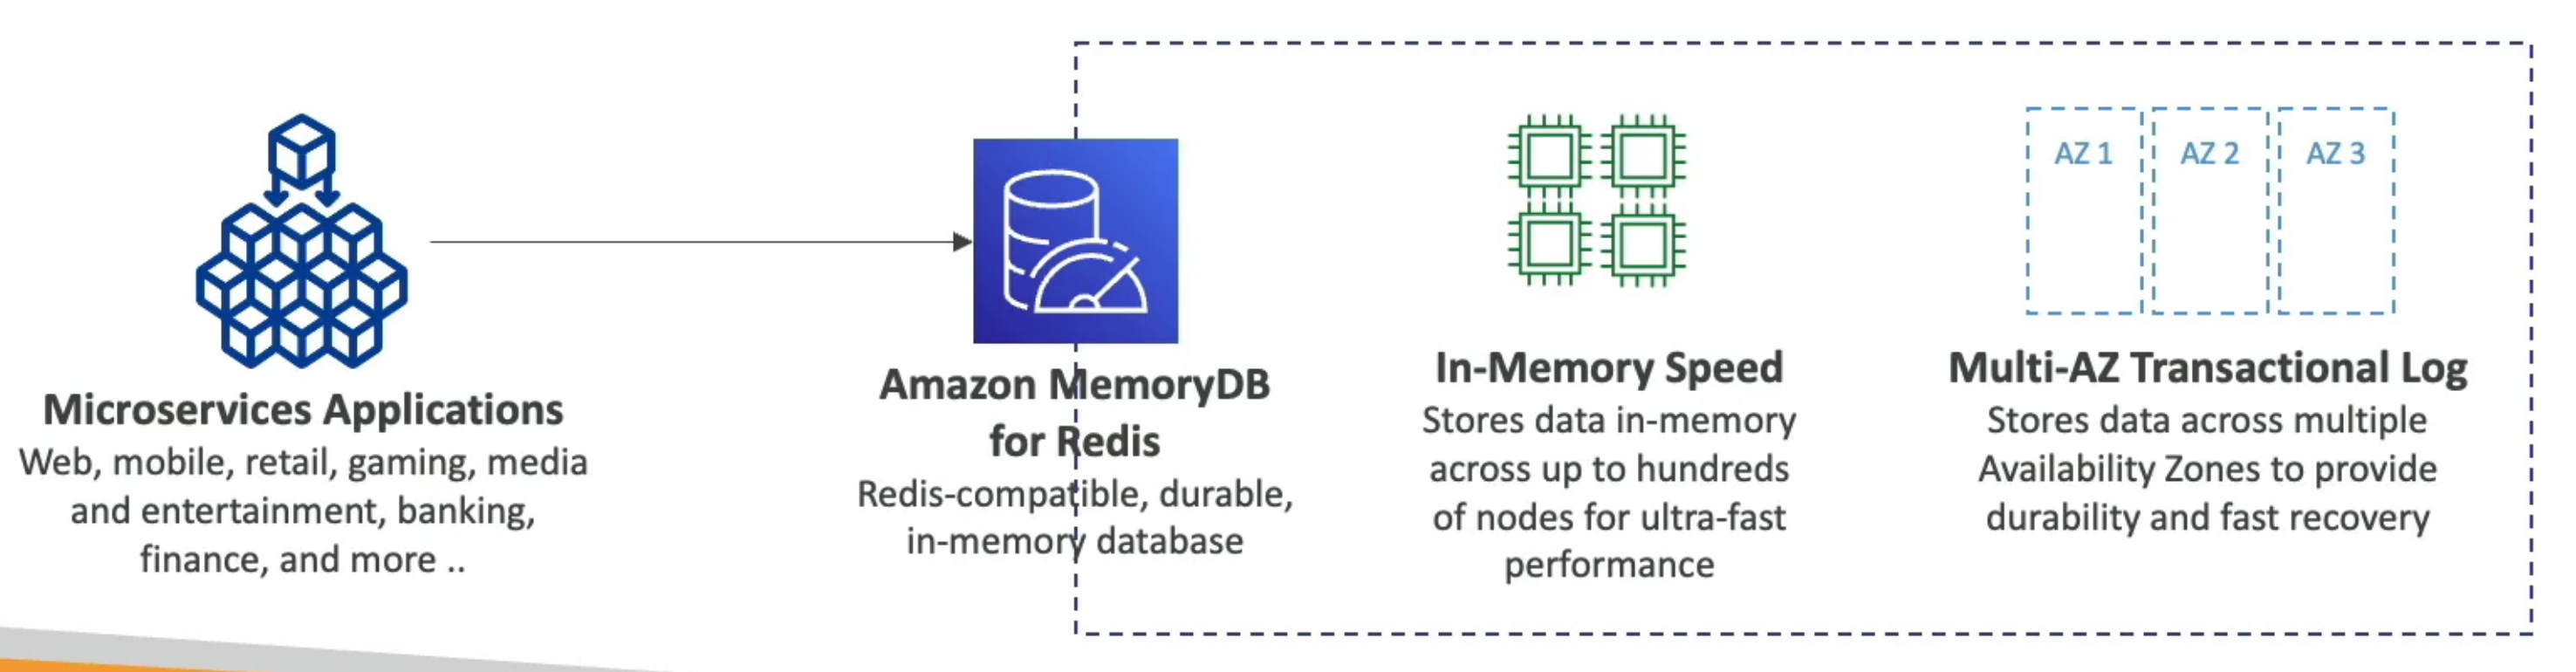 Microservices Applications
Web, mobile, retail, gaming, media
and entertainment, banking,
finance, and more ..
Amazon MemoryDB
for Redis
Redis-compatible, durable,
in-memory database
In-Memory Speed
Stores data in-memory
across up to hundreds
of nodes for ultra-fast
performance
AZ 1
AZ 2
AZ 3
Multi-AZ Transactional Log
Stores data across multiple
Availability Zones to provide
durability and fast recovery